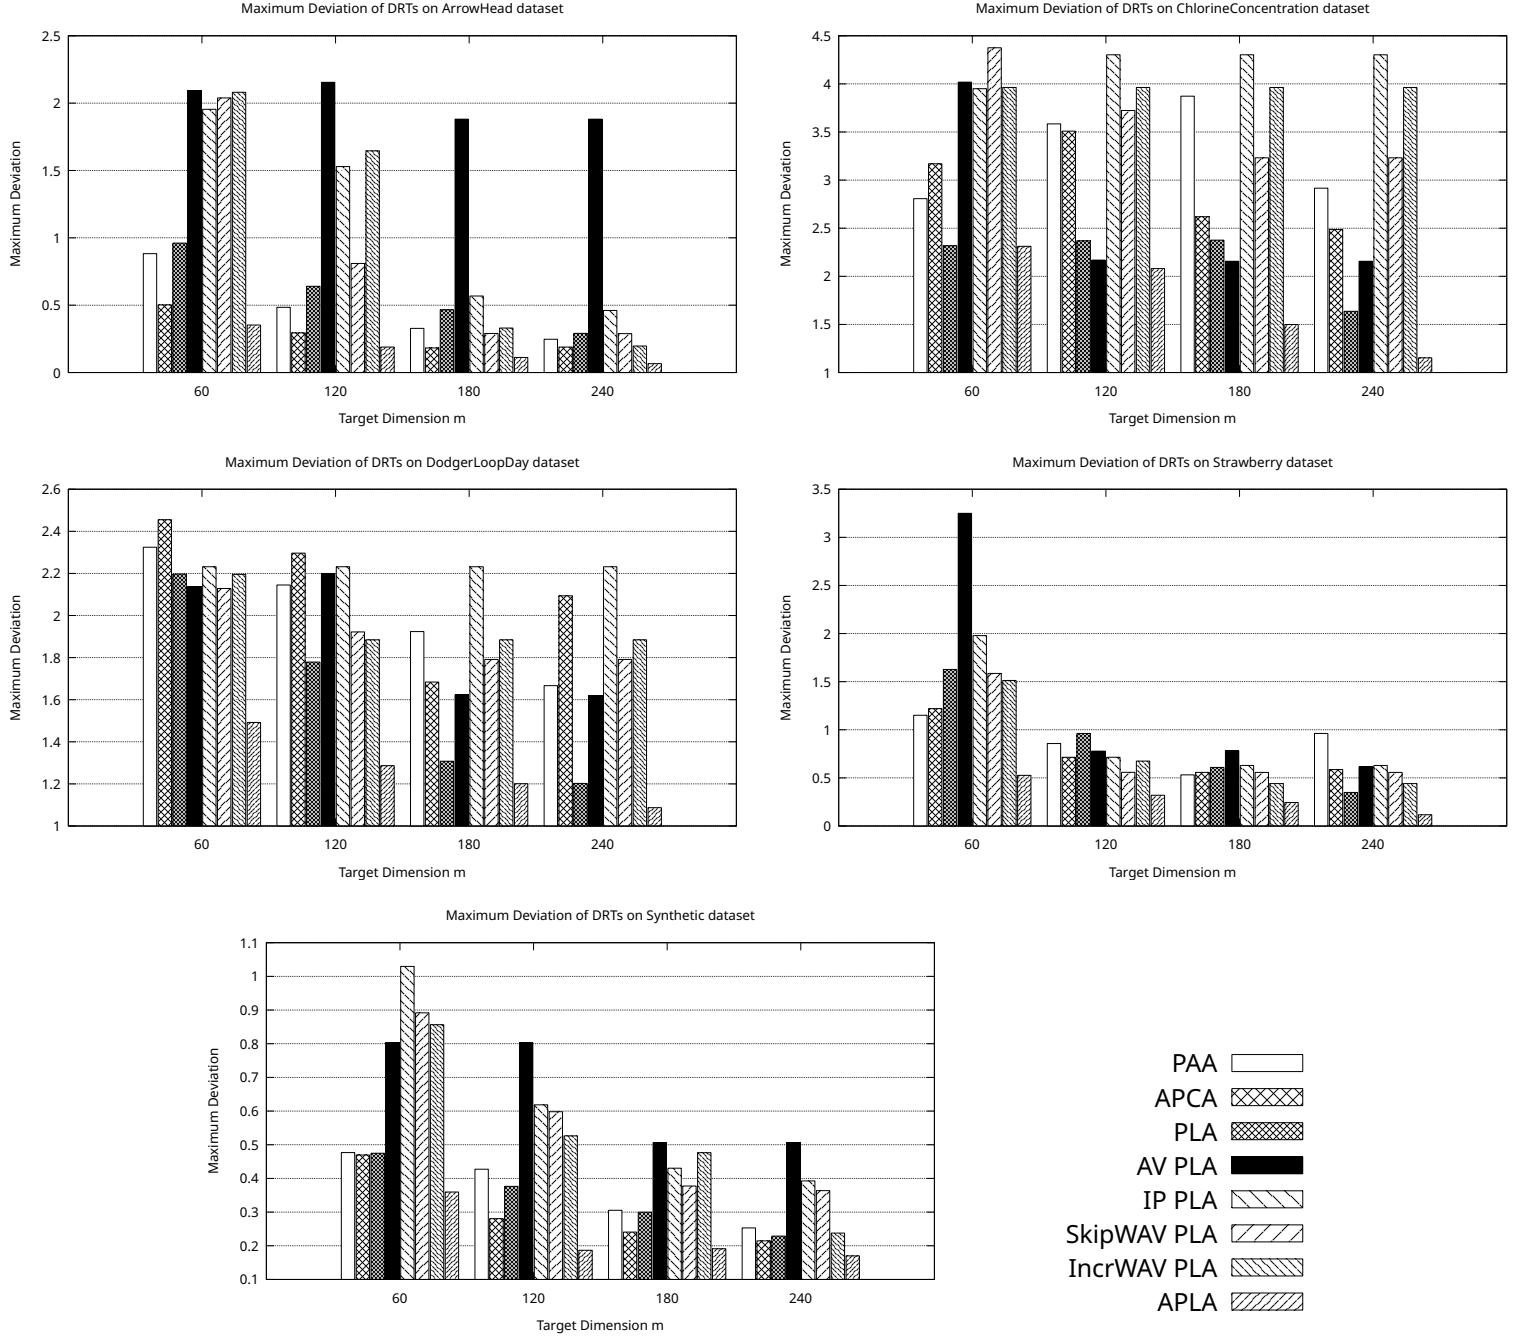 Maximum Deviation of DRTs on ArrowHead dataset
2.5
2
1.5
1
0.5
0
Maximum Deviation
60 120 180 240
Target Dimension m
Maximum Deviation of DRTs on ChlorineConcentration dataset
4.5
4
3.5
3
2.5
2
1.5
1
Maximum Deviation
60 120 180 240
Target Dimension m
Maximum Deviation of DRTs on DodgerLoopDay dataset
2.6
2.4
2.2
2
1.8
1.6
1.4
1.2
1
Maximum Deviation
60 120 180 240
Target Dimension m
Maximum Deviation of DRTs on Strawberry dataset
3.5
3
2.5
2
1.5
1
0.5
0
Maximum Deviation
60 120 180 240
Target Dimension m
Maximum Deviation of DRTs on Synthetic dataset
1.1
1
0.9
0.8
0.7
0.6
0.5
0.4
0.3
0.2
0.1
Maximum Deviation
60 120 180 240
Target Dimension m
PAA
APCA
PLA
AV PLA
IP PLA
SkipWAV PLA
IncrWAV PLA
APLA